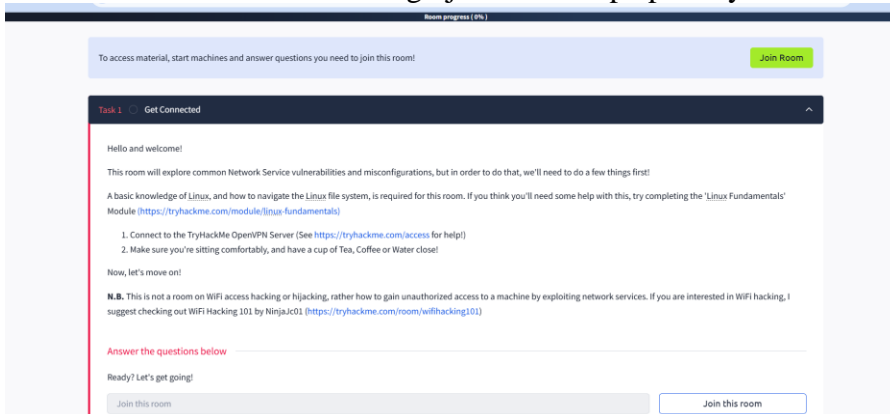 Room progress ( 0% )
To access material, start machines and answer questions you need to join this room!
Join Room
Task 1 Get Connected
Hello and welcome!
This room will explore common Network Service vulnerabilities and misconfigurations, but in order to do that, we'll need to do a few things first!
A basic knowledge of Linux, and how to navigate the Linux file system, is required for this room. If you think you'll need some help with this, try completing the 'Linux Fundamentals'
Module (https://tryhackme.com/module/linux-fundamentals)
1. Connect to the TryHackMe OpenVPN Server (See https://tryhackme.com/access for help!)
2. Make sure you're sitting comfortably, and have a cup of Tea, Coffee or Water close!
Now, let's move on!
N.B. This is not a room on WiFi access hacking or hijacking, rather how to gain unauthorized access to a machine by exploiting network services. If you are interested in WiFi hacking, I
suggest checking out WiFi Hacking 101 by NinjaJc01 (https://tryhackme.com/room/wifihacking101)
Answer the questions below
Ready? Let's get going!
Join this room
Join this room